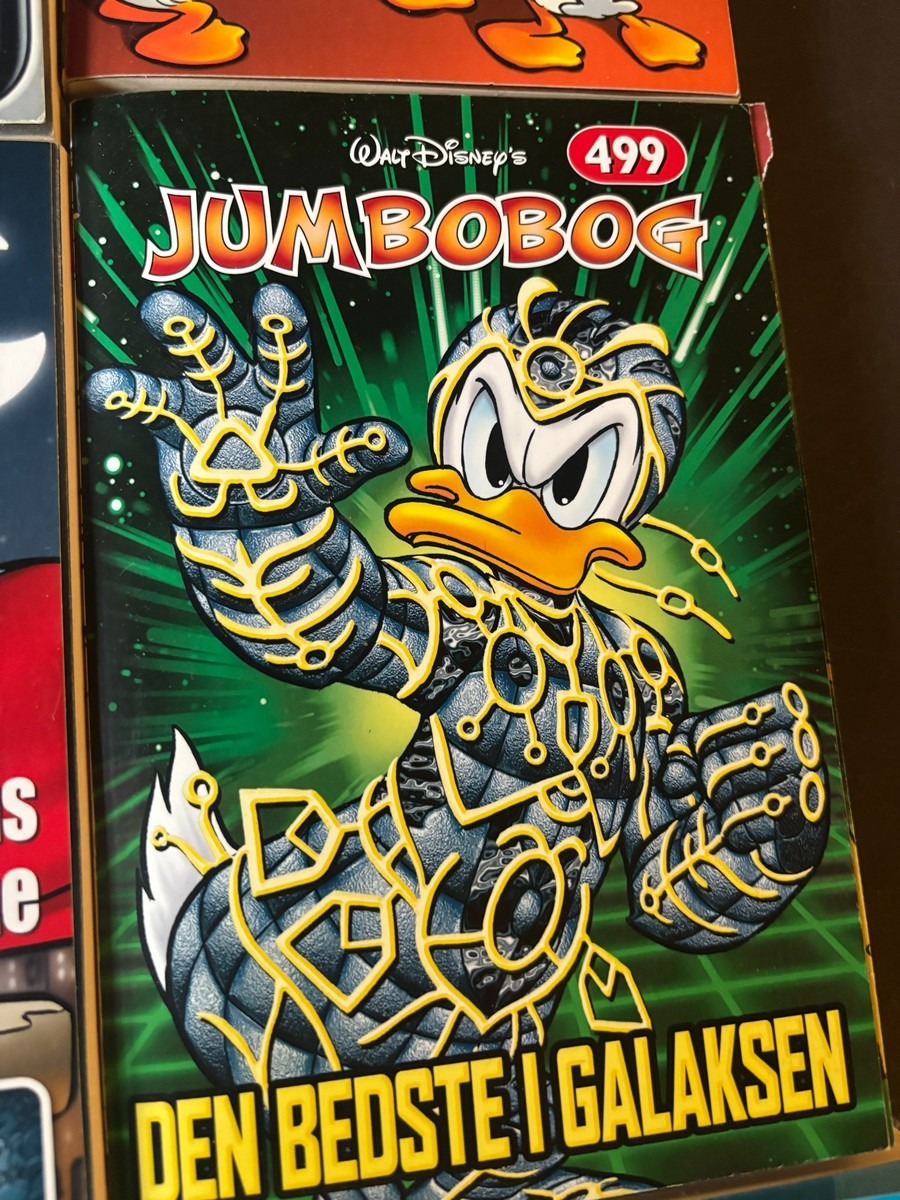 WALT DISNEY'S
499
JUMBOBOG
DEN BEDSTE I GALAKSEN